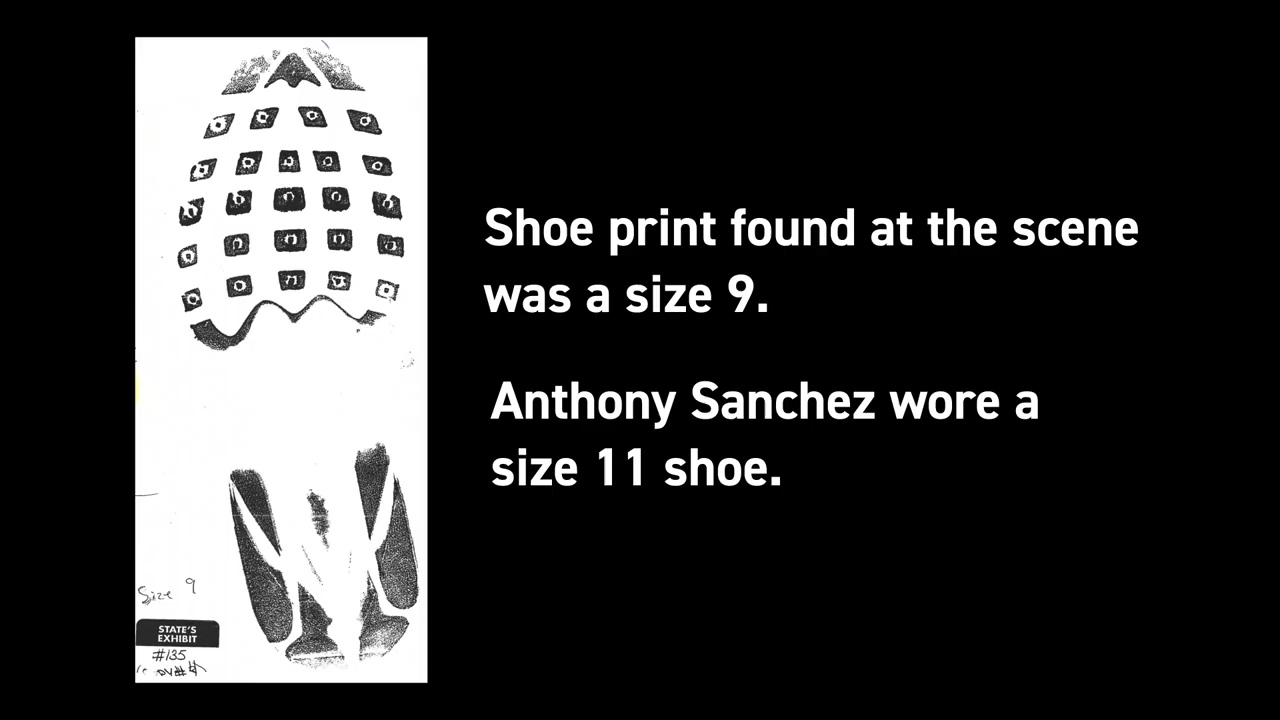 Shoe print found at the scene
was a size 9.
Anthony Sanchez wore a
size 11 shoe.
Size 9
STATE'S
EXHIBIT
#135